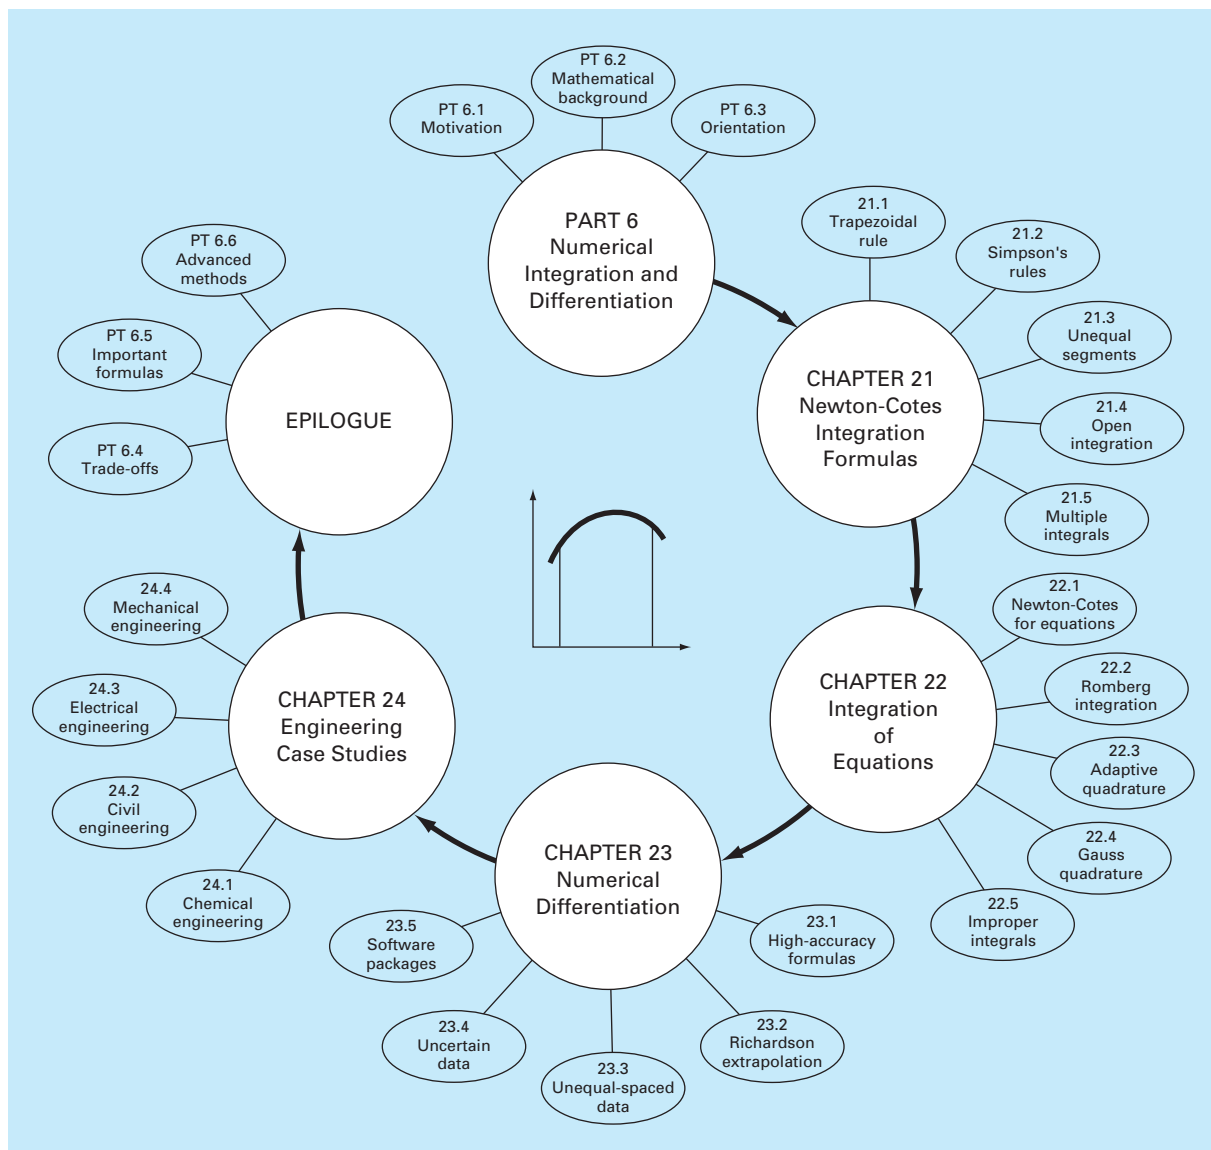 PT 6.1
Motivation
PT 6.2
Mathematical
background
PT 6.3
Orientation
PART 6
Numerical
Integration and
Differentiation
21.1
Trapezoidal
rule
21.2
Simpson's
rules
21.3
Unequal
segments
21.4
Open
integration
21.5
Multiple
integrals
CHAPTER 21
Newton-Cotes
Integration
Formulas
22.1
Newton-Cotes
for equations
22.2
Romberg
integration
22.3
Adaptive
quadrature
22.4
Gauss
quadrature
22.5
Improper
integrals
CHAPTER 22
Integration
of
Equations
CHAPTER 23
Numerical
Differentiation
23.1
High-accuracy
formulas
23.2
Richardson
extrapolation
23.3
Unequal-spaced
data
23.4
Uncertain
data
23.5
Software
packages
CHAPTER 24
Engineering
Case Studies
24.1
Chemical
engineering
24.2
Civil
engineering
24.3
Electrical
engineering
24.4
Mechanical
engineering
EPILOGUE
PT 6.4
Trade-offs
PT 6.5
Important
formulas
PT 6.6
Advanced
methods